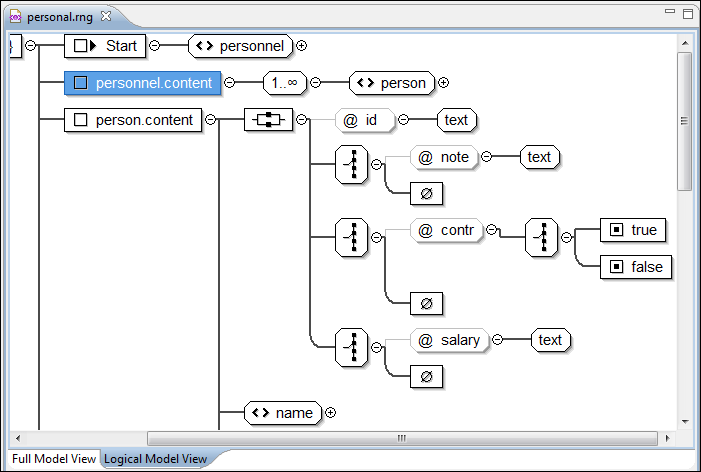 personal.rng
Start personnel
personnel.content 1..∞ person
person.content @ id text
@ note text
∅
@ contr true
false
∅
@ salary text
∅
name
Full Model View Logical Model View